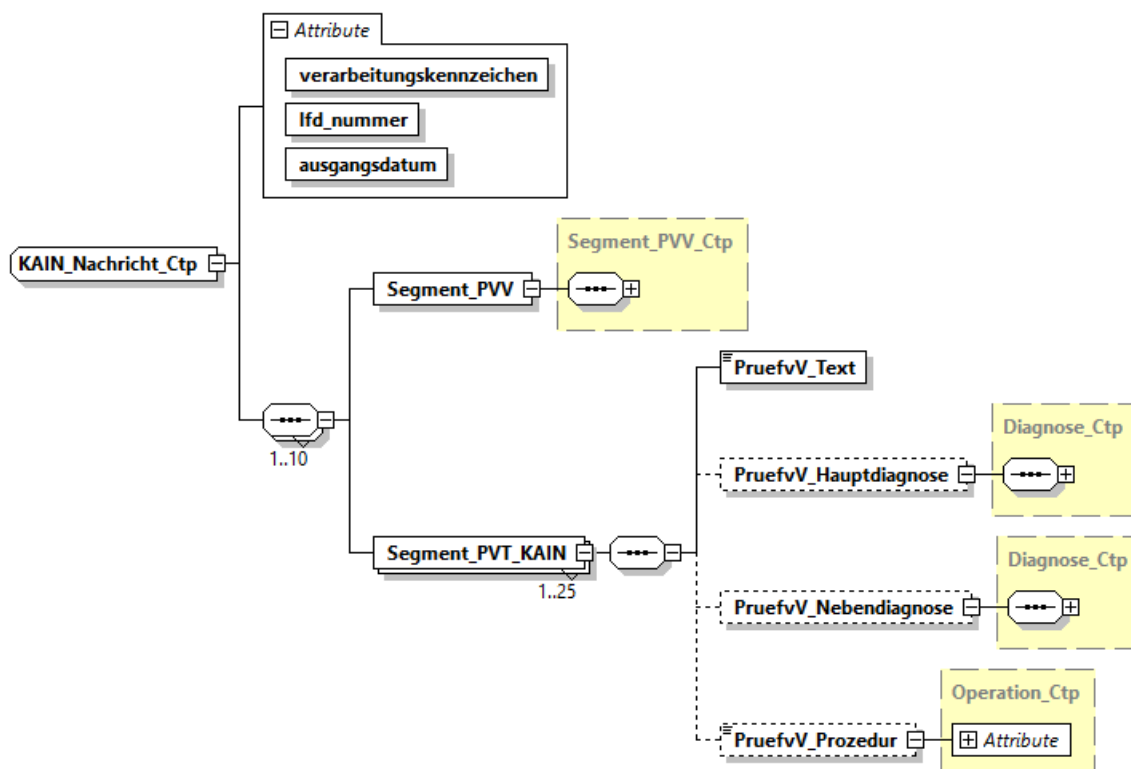 Attribute
verarbeitungskennzeichen
lfd_nummer
ausgangsdatum
KAIN_Nachricht_Ctp
Segment_PVV_Ctp
Segment_PVV
1..10
PruefvV_Text
Diagnose_Ctp
PruefvV_Hauptdiagnose
Segment_PVT_KAIN
1..25
Diagnose_Ctp
PruefvV_Nebendiagnose
Operation_Ctp
PruefvV_Prozedur
Attribute